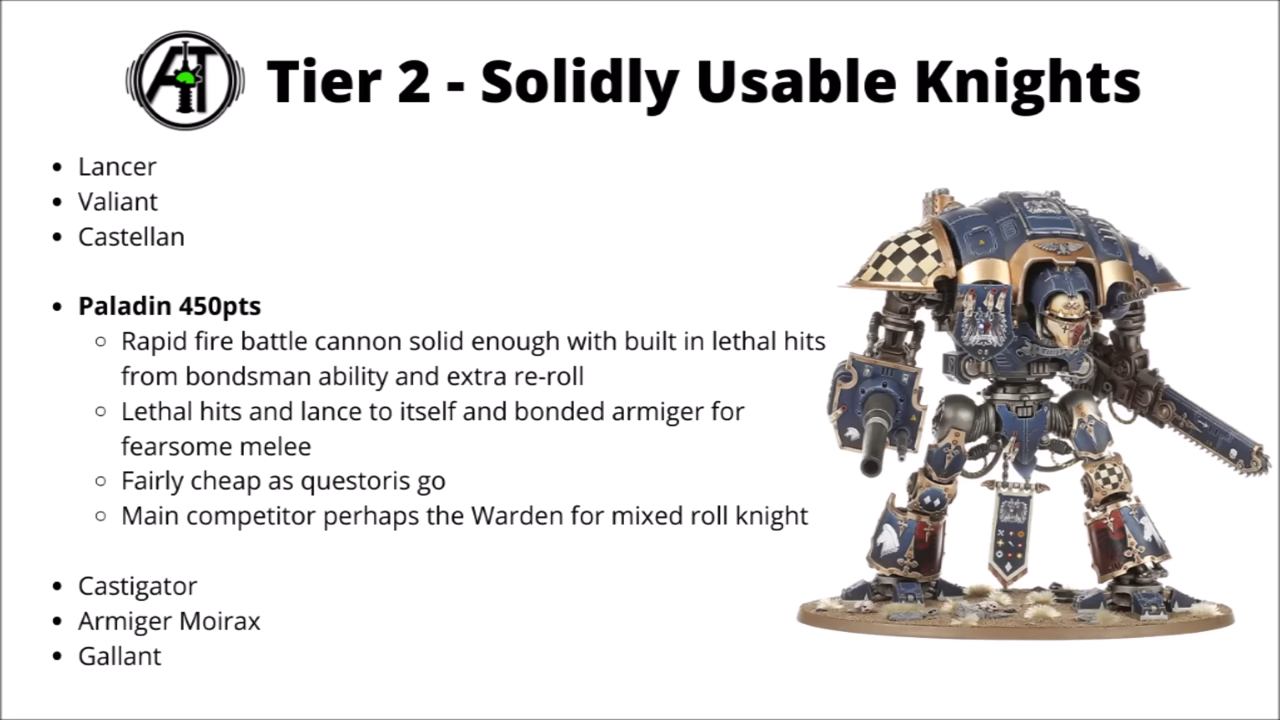 AT
Tier 2 - Solidly Usable Knights
• Lancer
• Valiant
• Castellan
• Paladin 450pts
○ Rapid fire battle cannon solid enough with built in lethal hits
from bondsman ability and extra re-roll
○ Lethal hits and lance to itself and bonded armiger for
fearsome melee
○ Fairly cheap as questoris go
○ Main competitor perhaps the Warden for mixed roll knight
• Castigator
• Armiger Moirax
• Gallant